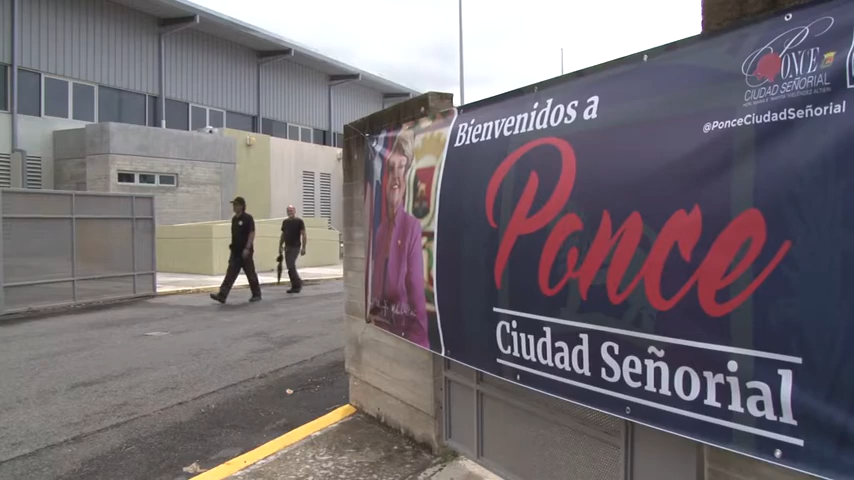 Bienvenidos a
Ponce
Ciudad Señorial
PONCE
CIUDAD SEÑORIAL
@PonceCiudadSeñorial